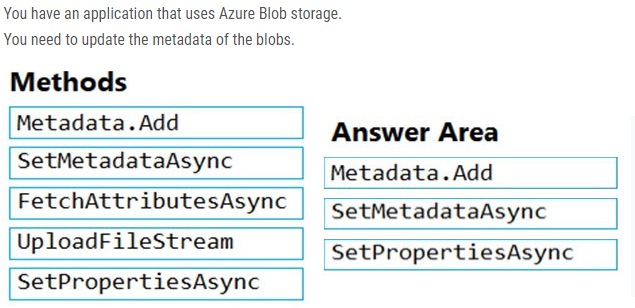 You have an application that uses Azure Blob storage.
You need to update the metadata of the blobs.
Methods
Metadata.Add
SetMetadataAsync
FetchAttributesAsync
UploadFileStream
SetPropertiesAsync
Answer Area
Metadata.Add
SetMetadataAsync
SetPropertiesAsync